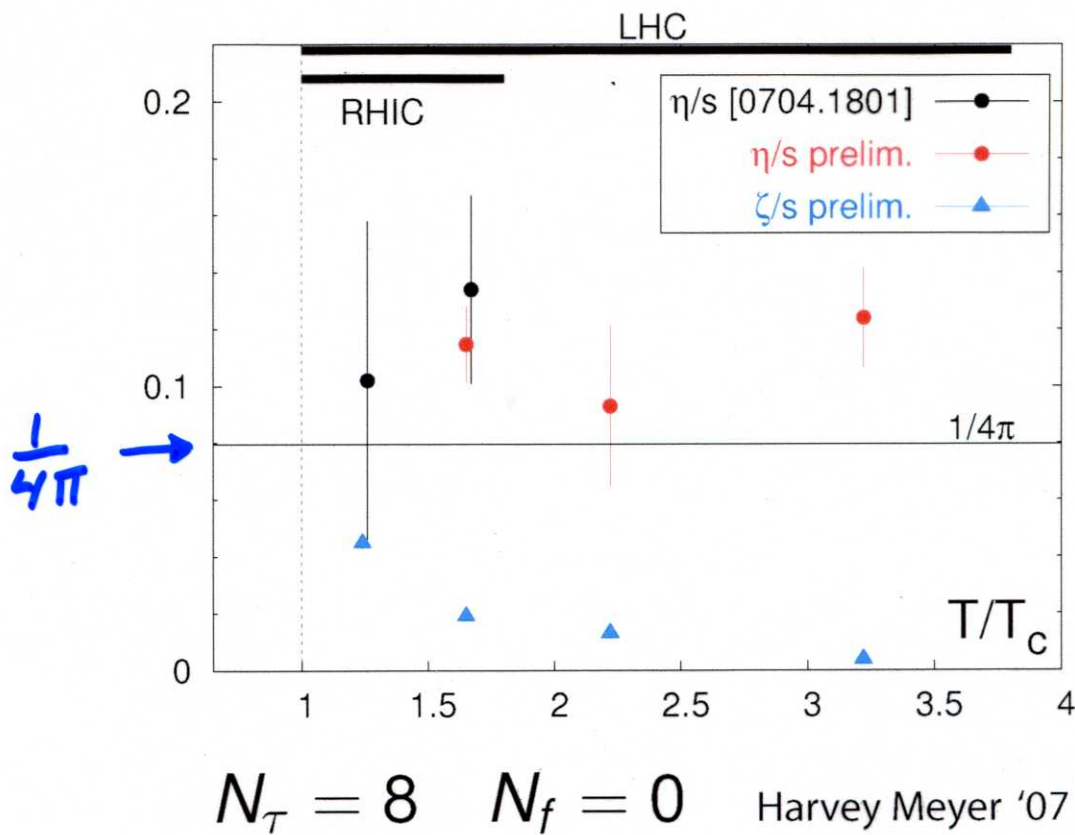 LHC
0.2
RHIC
η/s [0704.1801]
η/s prelim.
ζ/s prelim.
0.1
1/4π
1/4π
T/T_c
0
1 1.5 2 2.5 3 3.5 4
N_τ = 8 N_f = 0 Harvey Meyer '07